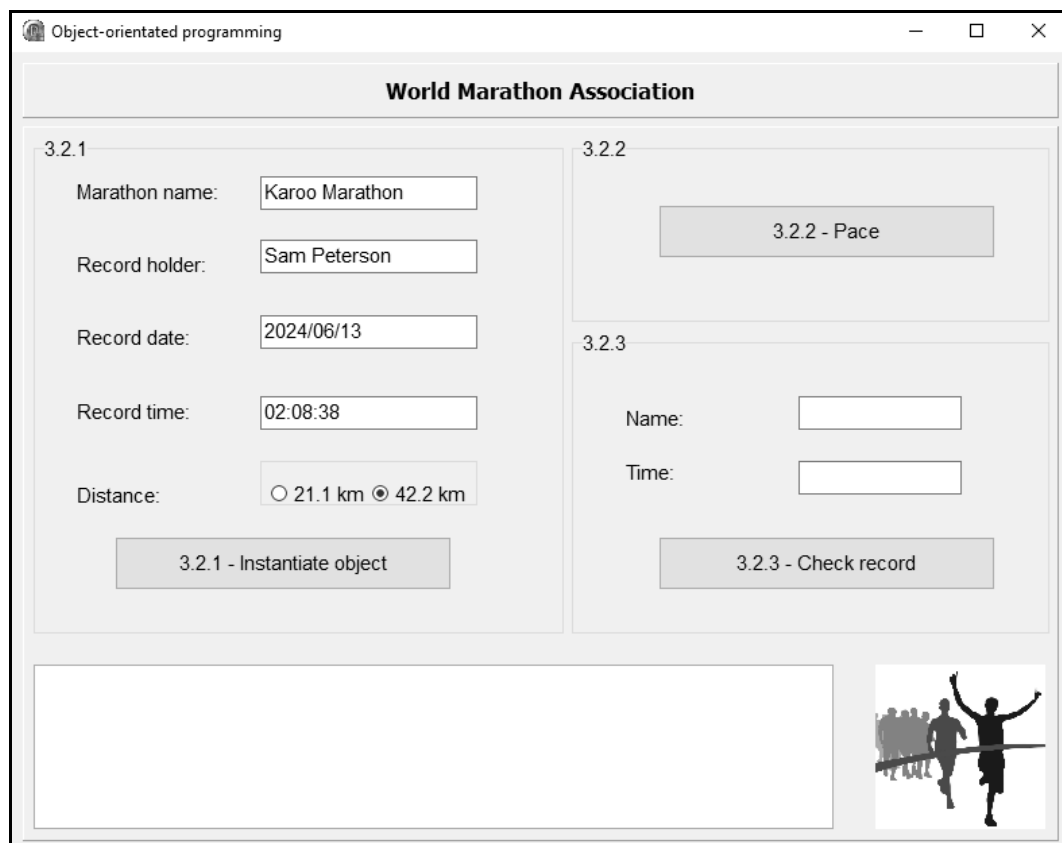 Object-orientated programming
World Marathon Association
3.2.1
Marathon name: Karoo Marathon
Record holder: Sam Peterson
Record date: 2024/06/13
Record time: 02:08:38
Distance: 21.1 km 42.2 km
3.2.1 - Instantiate object
3.2.2
3.2.2 - Pace
3.2.3
Name:
Time:
3.2.3 - Check record